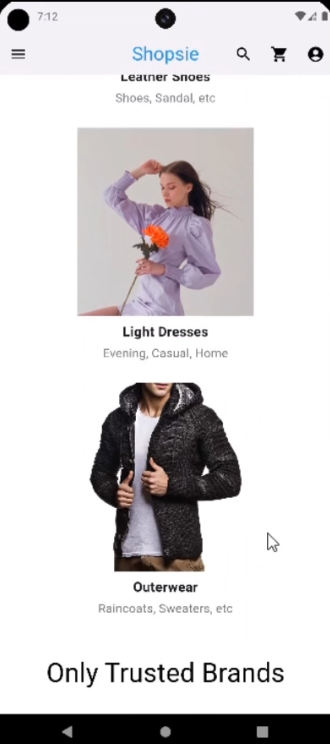 7:12
Shopsie
Leather Shoes
Shoes, Sandal, etc
Light Dresses
Evening, Casual, Home
Outerwear
Raincoats, Sweaters, etc
Only Trusted Brands